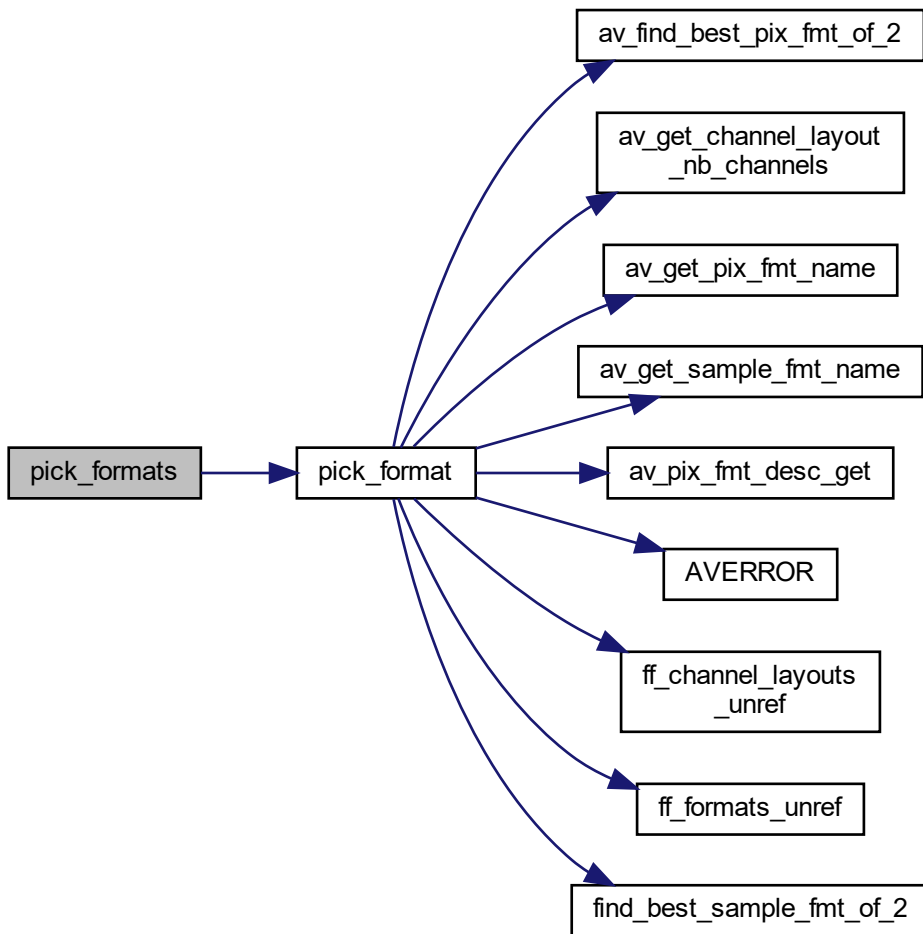 av_find_best_pix_fmt_of_2
av_get_channel_layout
_nb_channels
av_get_pix_fmt_name
av_get_sample_fmt_name
pick_formats
pick_format
av_pix_fmt_desc_get
AVERROR
ff_channel_layouts
_unref
ff_formats_unref
find_best_sample_fmt_of_2